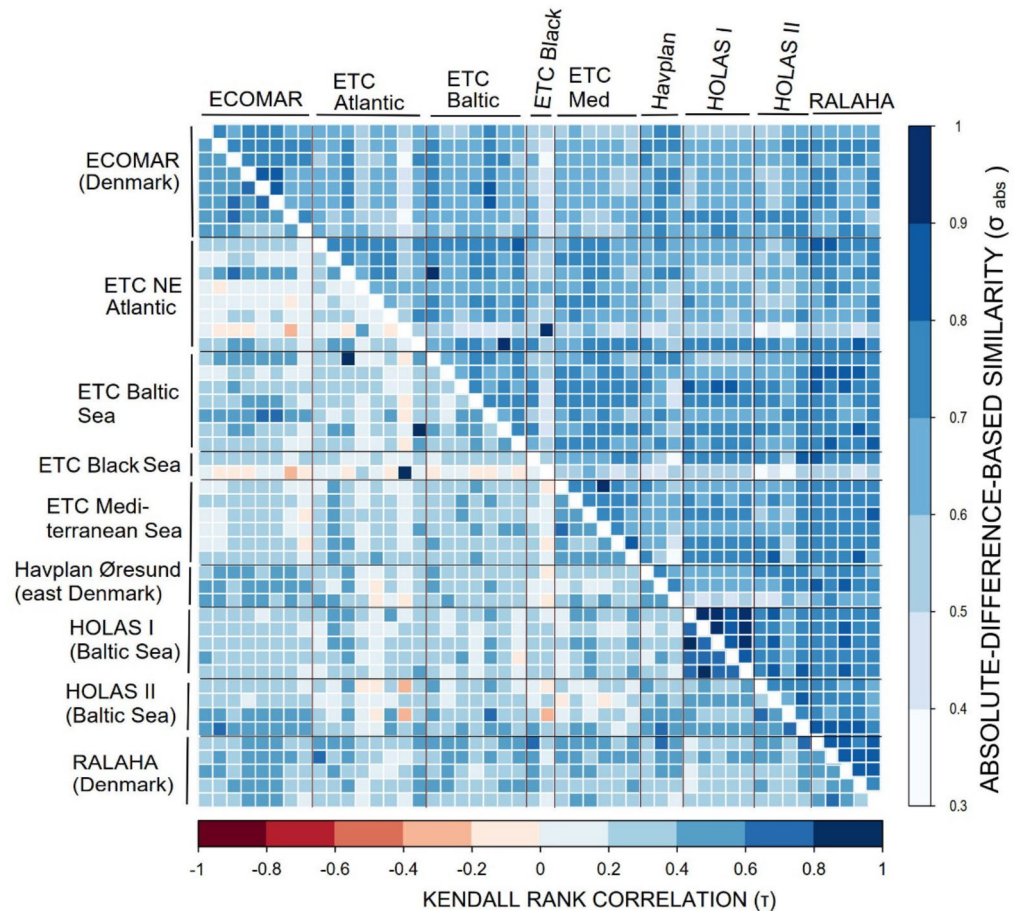 ECOMAR
ETC
Atlantic
ETC
Baltic
ETC Black
ETC
Med
Havplan
HOLAS I
HOLAS II
RALAHA
ECOMAR
(Denmark)
ETC NE
Atlantic
ETC Baltic
Sea
ETC Black Sea
ETC Medi-
terranean Sea
Havplan Øresund
(east Denmark)
HOLAS I
(Baltic Sea)
HOLAS II
(Baltic Sea)
RALAHA
(Denmark)
1
0.9
0.8
0.7
0.6
0.5
0.4
0.3
ABSOLUTE-DIFFERENCE-BASED SIMILARITY (σ abs)
-1 -0.8 -0.6 -0.4 -0.2 0 0.2 0.4 0.6 0.8 1
KENDALL RANK CORRELATION (τ)